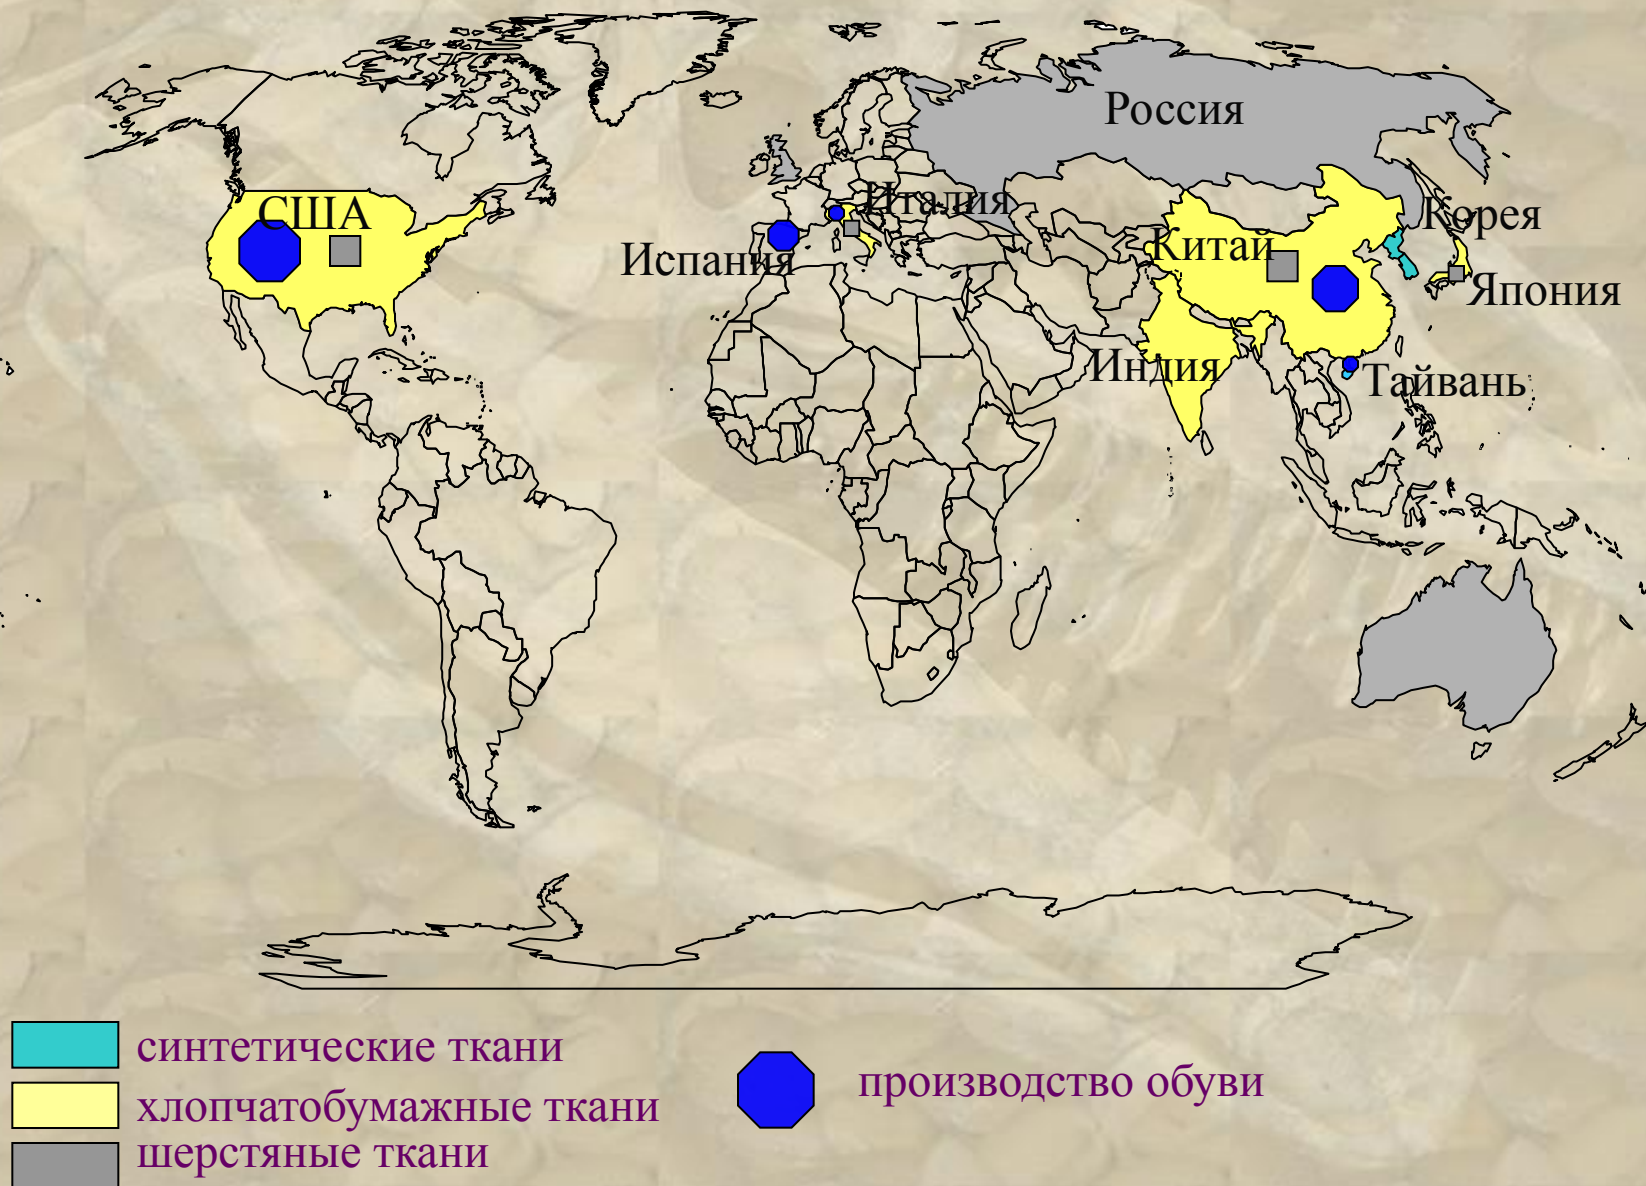 Россия
США
Италия
Корея
Испания
Китай
Япония
Индия
Тайвань
синтетические ткани
хлопчатобумажные ткани
шерстяные ткани
производство обуви